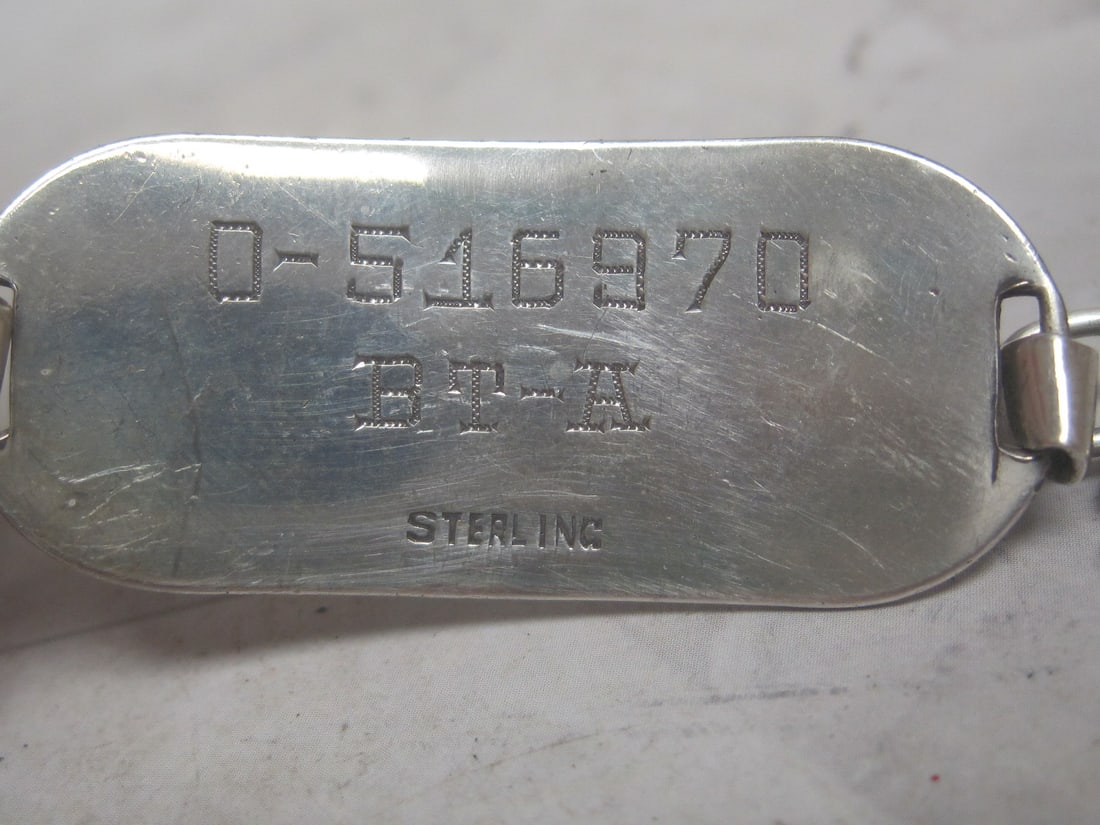 O-516970
BT-A
STERLING